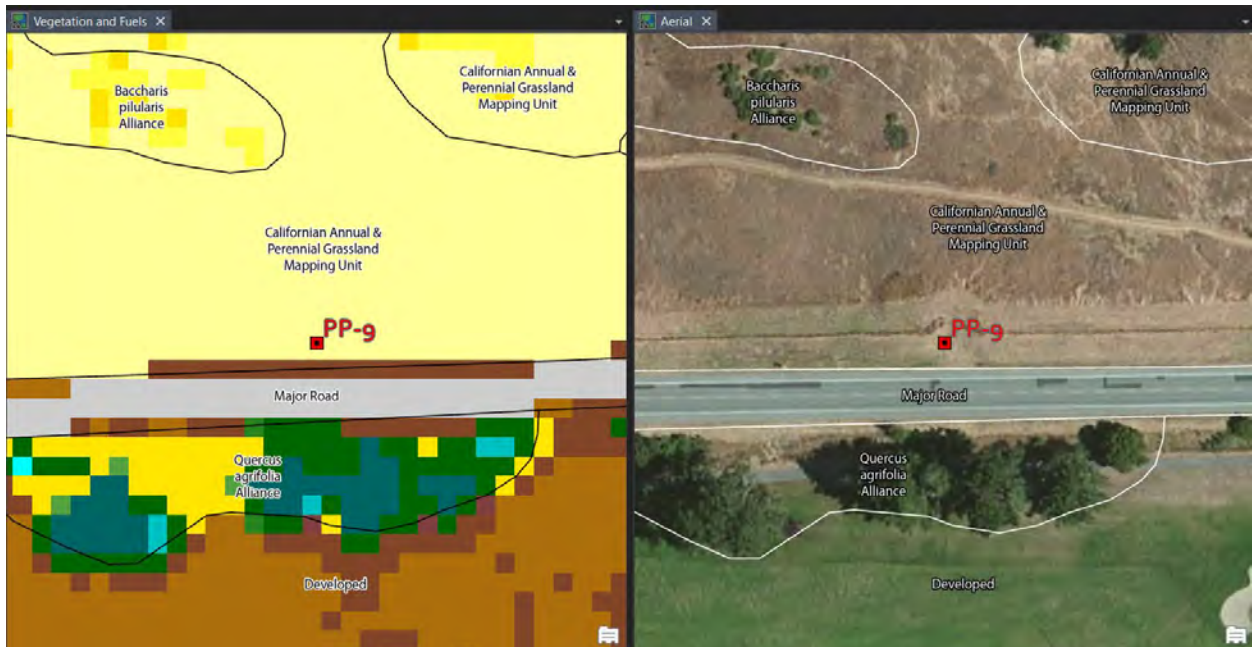 Vegetation and Fuels
Baccharis
pilularis
Alliance
Californian Annual &
Perennial Grassland
Mapping Unit
Californian Annual &
Perennial Grassland
Mapping Unit
PP-9
Major Road
Quercus
agrifolia
Alliance
Developed
Aerial
Baccharis
pilularis
Alliance
Californian Annual &
Perennial Grassland
Mapping Unit
Californian Annual &
Perennial Grassland
Mapping Unit
PP-9
Major Road
Quercus
agrifolia
Alliance
Developed